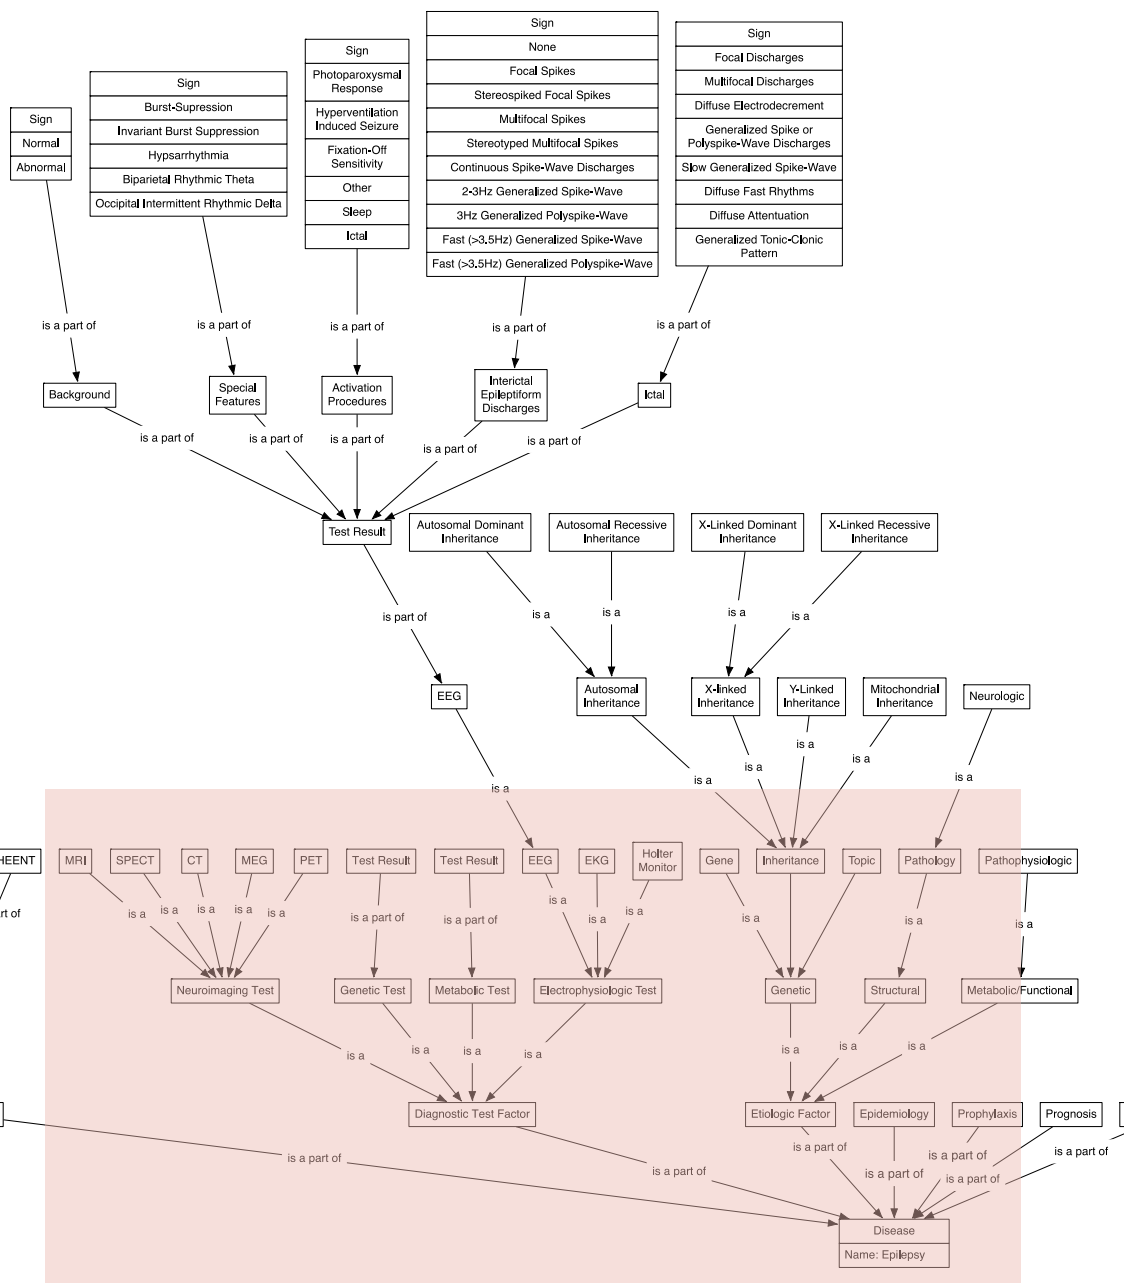 Sign
None
Focal Spikes
Stereospiked Focal Spikes
Multifocal Spikes
Stereotyped Multifocal Spikes
Continuous Spike-Wave Discharges
2-3Hz Generalized Spike-Wave
3Hz Generalized Polyspike-Wave
Fast (>3.5Hz) Generalized Spike-Wave
Fast (>3.5Hz) Generalized Polyspike-Wave
Sign
Focal Discharges
Multifocal Discharges
Diffuse Electrodecrement
Generalized Spike or
Polyspike-Wave Discharges
Slow Generalized Spike-Wave
Diffuse Fast Rhythms
Diffuse Attentuation
Generalized Tonic-Clonic
Pattern
Sign
Photoparoxysmal
Response
Hyperventilation
Induced Seizure
Fixation-Off
Sensitivity
Other
Sleep
Ictal
Sign
Burst-Supression
Invariant Burst Suppression
Hypsarrhythmia
Biparietal Rhythmic Theta
Occipital Intermittent Rhythmic Delta
Sign
Normal
Abnormal
is a part of
is a part of
is a part of
is a part of
is a part of
Background
Special
Features
Activation
Procedures
Interictal
Epileptiform
Discharges
Ictal
is a part of
is a part of
is a part of
is a part of
is a part of
Test Result
Autosomal Dominant
Inheritance
Autosomal Recessive
Inheritance
X-Linked Dominant
Inheritance
X-Linked Recessive
Inheritance
is part of
is a
is a
is a
is a
EEG
Autosomal
Inheritance
X-linked
Inheritance
Y-Linked
Inheritance
Mitochondrial
Inheritance
Neurologic
is a
is a
is a
is a
is a
is a
HEENT
MRI
SPECT
CT
MEG
PET
Test Result
Test Result
EEG
EKG
Holter
Monitor
Gene
Inheritance
Topic
Pathology
Pathophysiologic
art of
is a
is a
is a
is a
is a
is a part of
is a part of
is a
is a
is a
is a
is a
is a
Neuroimaging Test
Genetic Test
Metabolic Test
Electrophysiologic Test
Genetic
Structural
Metabolic/Functional
is a
is a
is a
is a
is a
is a
is a
Diagnostic Test Factor
Etiologic Factor
Epidemiology
Prophylaxis
Prognosis
is a part of
is a part of
is a part of
is a part of
is a part of
is a part of
is a part of
Disease
Name: Epilepsy